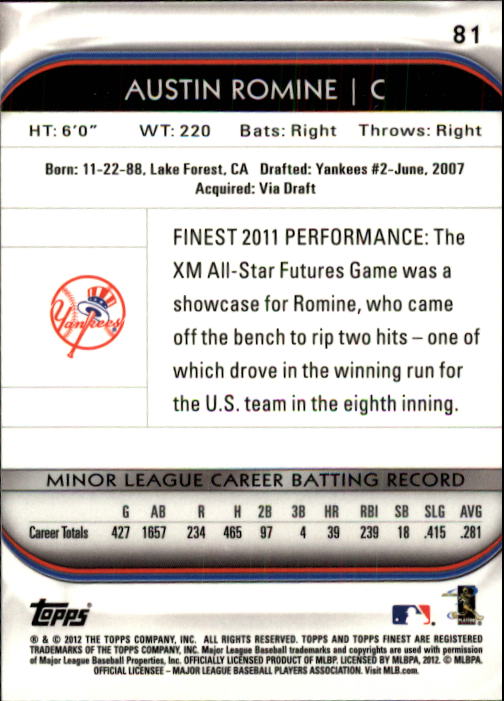 81
AUSTIN ROMINE | C
HT: 6'0" WT: 220 Bats: Right Throws: Right
Born: 11-22-88, Lake Forest, CA Drafted: Yankees #2-June, 2007
Acquired: Via Draft
FINEST 2011 PERFORMANCE: The
XM All-Star Futures Game was a
showcase for Romine, who came
off the bench to rip two hits – one of
which drove in the winning run for
the U.S. team in the eighth inning.
Yankees
MINOR LEAGUE CAREER BATTING RECORD
G AB R H 2B 3B HR RBI SB SLG AVG
Career Totals 427 1657 234 465 97 4 39 239 18 .415 .281
topps
® & © 2012 THE TOPPS COMPANY, INC. ALL RIGHTS RESERVED. TOPPS AND TOPPS FINEST ARE REGISTERED
TRADEMARKS OF THE TOPPS COMPANY, INC. Major League Baseball trademarks and copyrights are used with permission
of Major League Baseball Properties, Inc. OFFICIALLY LICENSED PRODUCT OF MLBP. LICENSED BY MLBPA, 2012. © MLBPA.
OFFICIAL LICENSEE – MAJOR LEAGUE BASEBALL PLAYERS ASSOCIATION. Visit MLB.com.